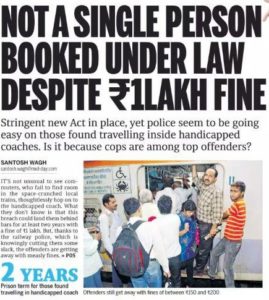 NOT A SINGLE PERSON
BOOKED UNDER LAW
DESPITE ₹1LAKH FINE
Stringent new Act in place, yet police seem to be going
easy on those found travelling inside handicapped
coaches. Is it because cops are among top offenders?
SANTOSH WAGH
santosh.wagh@mid-day.com
IT'S not unusual to see com-
muters, who fail to find room
in the space-crunched local
trains, thoughtlessly hop on to
the handicapped coach. What
they don't know is that this
breach could land them behind
bars for at least two years with
a fine of ₹1 lakh. But, thanks to
the railway police, which is
knowingly cutting them some
slack, the offenders are getting
away with measly fines.
2 YEARS
Prison term for those found
travelling in handicapped coach
Offenders still get away with fines of between ₹150 and ₹200